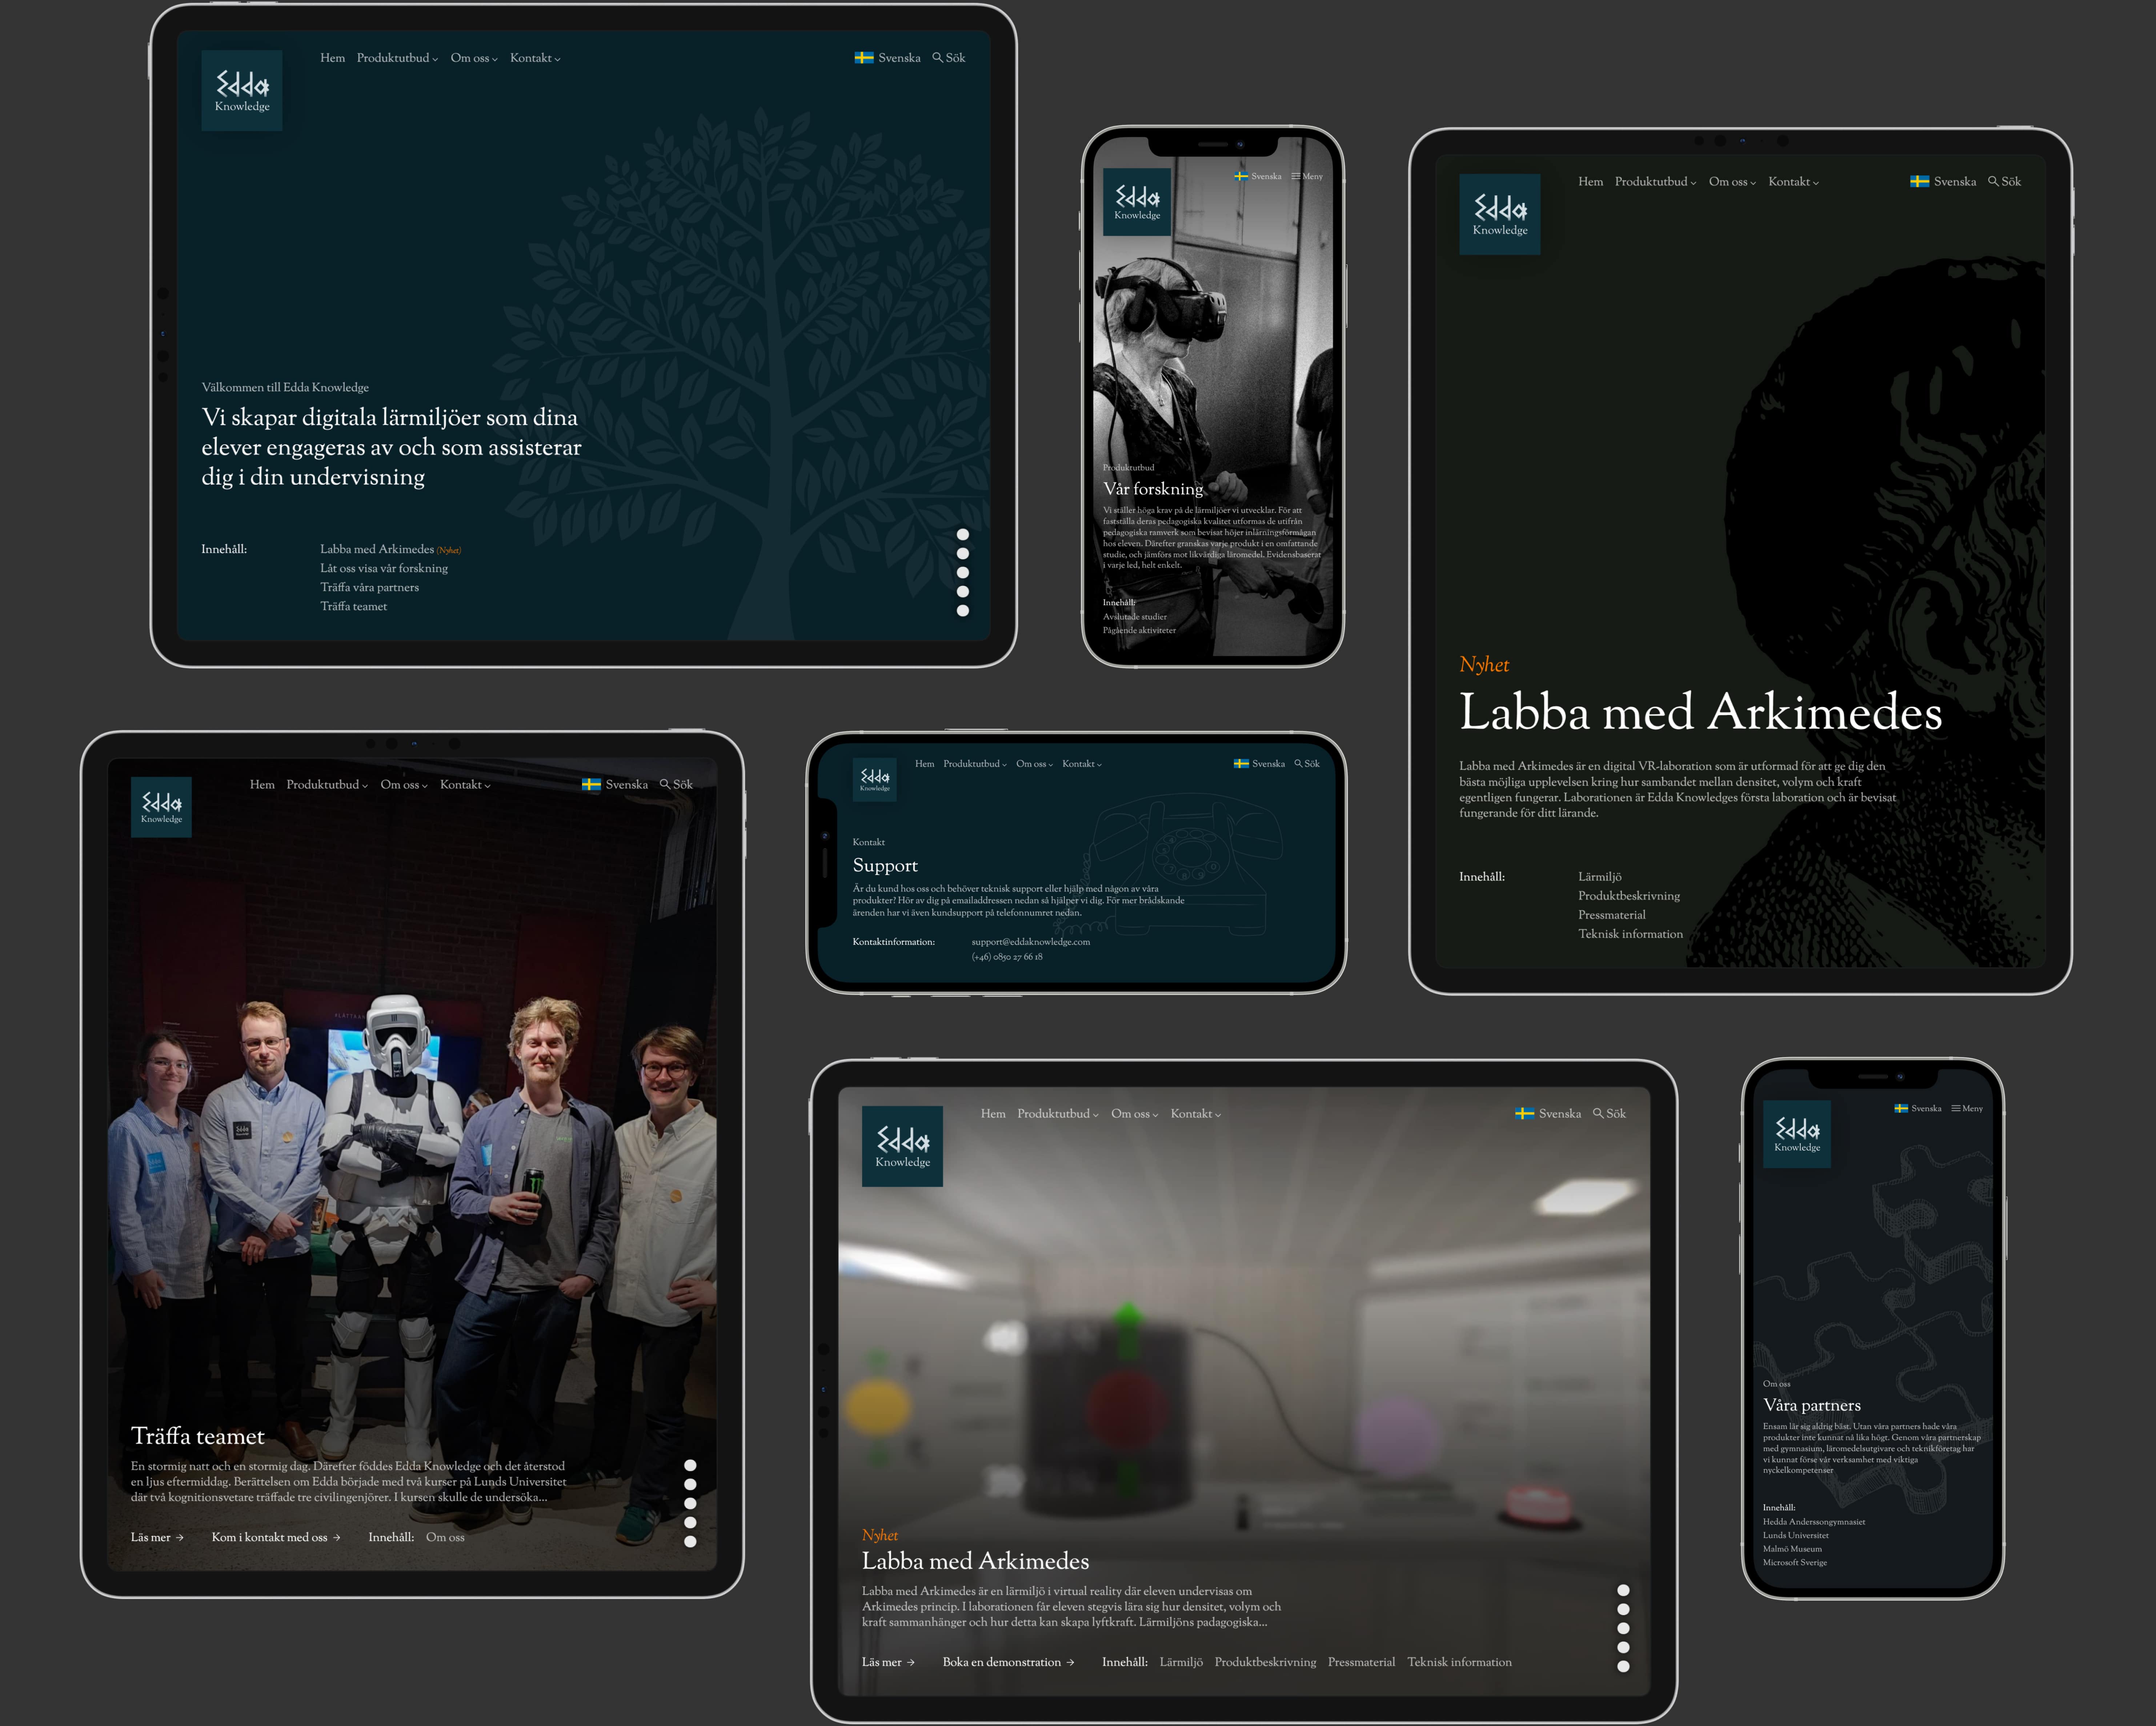 Edda
Knowledge
Hem Produktutbud Om oss Kontakt
Svenska Sök
Välkommen till Edda Knowledge
Vi skapar digitala lärmiljöer som dina
elever engageras av och som assisterar
dig i din undervisning
Innehåll:
Labba med Arkimedes (Nyhet)
Låt oss visa vår forskning
Träffa våra partners
Träffa teamet
Edda
Knowledge
Svenska Meny
Produktutbud
Vår forskning
Vi ställer höga krav på de lärmiljöer vi utvecklar. För att
fastställa deras pedagogiska kvalitet utformas de utifrån
pedagogiska ramverk som bevisat höjer inlärningsförmågan
hos eleven. Därefter granskas varje produkt i en omfattande
studie, och jämförs mot likvärdiga läromedel. Evidensbaserat
i varje led, helt enkelt.
Innehåll:
Avslutade studier
Pågående aktiviteter
Edda
Knowledge
Hem Produktutbud Om oss Kontakt
Svenska Sök
Nyhet
Labba med Arkimedes
Labba med Arkimedes är en digital VR-laboration som är utformad för att ge dig den
bästa möjliga upplevelsen kring hur sambandet mellan densitet, volym och kraft
egentligen fungerar. Laborationen är Edda Knowledges första laboration och är bevisat
fungerande för ditt lärande.
Innehåll:
Lärmiljö
Produktbeskrivning
Pressmaterial
Teknisk information
Edda
Knowledge
Hem Produktutbud Om oss Kontakt
Svenska Sök
Träffa teamet
En stormig natt och en stormig dag. Därefter föddes Edda Knowledge och det återstod
en ljus eftermiddag. Berättelsen om Edda började med två kurser på Lunds Universitet
där två kognitionsvetare träffade tre civilingenjörer. I kursen skulle de undersöka...
Läs mer → Kom i kontakt med oss → Innehåll: Om oss
Edda
Knowledge
Hem Produktutbud Om oss Kontakt
Svenska Sök
Kontakt
Support
Är du kund hos oss och behöver teknisk support eller hjälp med någon av våra
produkter? Hör av dig på emailaddressen nedan så hjälper vi dig. För mer brådskande
ärenden har vi även kundsupport på telefonnumret nedan.
Kontaktinformation:
support@eddaknowledge.com
(+46) 0850 27 66 18
Edda
Knowledge
Hem Produktutbud Om oss Kontakt
Svenska Sök
Nyhet
Labba med Arkimedes
Labba med Arkimedes är en lärmiljö i virtual reality där eleven undervisas om
Arkimedes princip. I laborationen får eleven stegvis lära sig hur densitet, volym och
kraft sammanhänger och hur detta kan skapa lyftkraft. Lärmiljöns padagogiska...
Läs mer → Boka en demonstration → Innehåll: Lärmiljö Produktbeskrivning Pressmaterial Teknisk information
Edda
Knowledge
Svenska Meny
Om oss
Våra partners
Ensam lär sig aldrig bäst. Utan våra partners hade våra
produkter inte kunnat nå lika högt. Genom våra partnerskap
med gymnasium, läromedelsutgivare och teknikföretag har
vi kunnat förse vår verksamhet med viktiga
nyckelkompetenser
Innehåll:
Hedda Anderssongymnasiet
Lunds Universitet
Malmö Museum
Microsoft Sverige